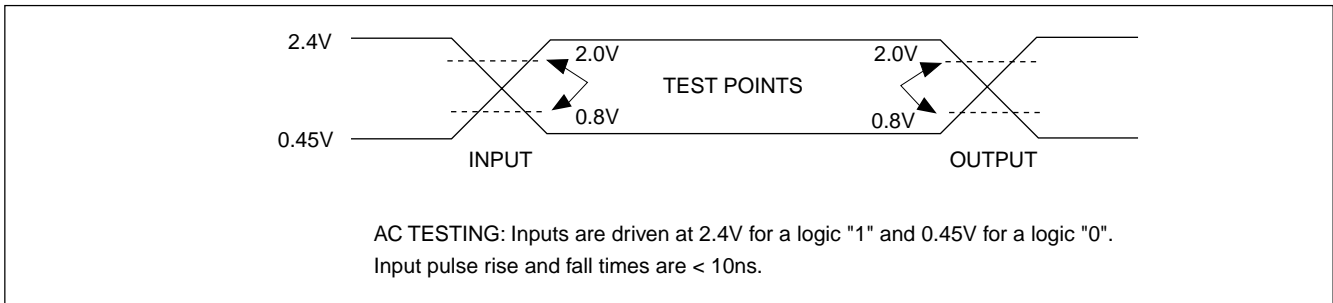 2.4V
2.0V
2.0V
TEST POINTS
0.8V
0.8V
0.45V
INPUT
OUTPUT
AC TESTING: Inputs are driven at 2.4V for a logic "1" and 0.45V for a logic "0".
Input pulse rise and fall times are < 10ns.